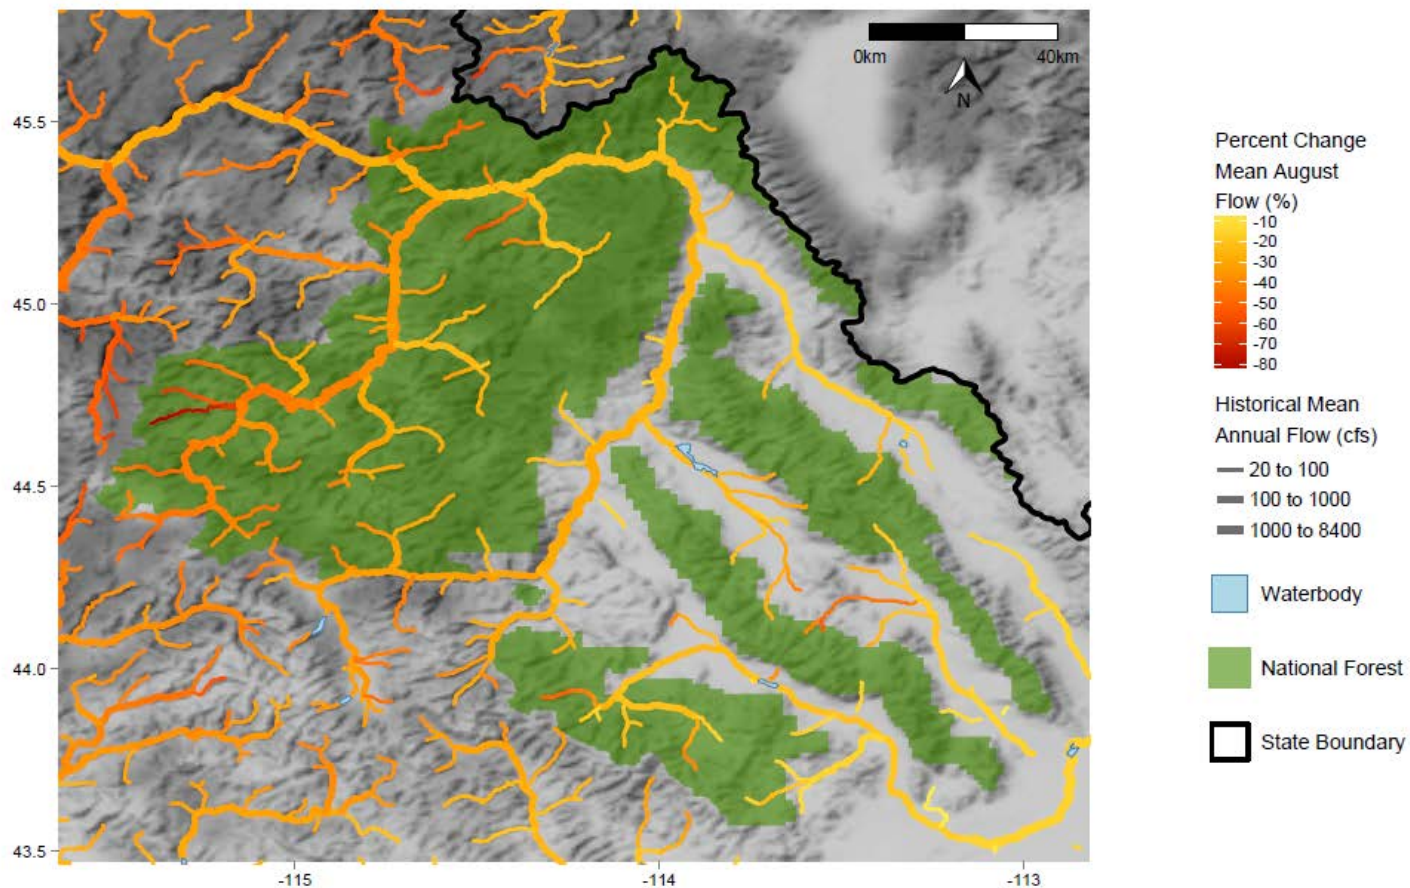 0km
40km
N
45.5
45.0
44.5
44.0
43.5
-115
-114
-113
Percent Change
Mean August
Flow (%)
-10
-20
-30
-40
-50
-60
-70
-80
Historical Mean
Annual Flow (cfs)
20 to 100
100 to 1000
1000 to 8400
Waterbody
National Forest
State Boundary